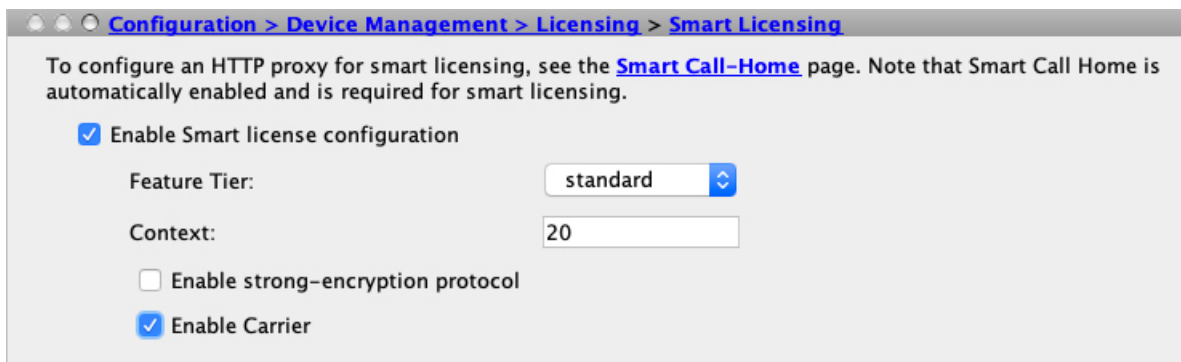 Configuration > Device Management > Licensing > Smart Licensing
To configure an HTTP proxy for smart licensing, see the Smart Call-Home page. Note that Smart Call Home is
automatically enabled and is required for smart licensing.
Enable Smart license configuration
Feature Tier: standard
Context: 20
Enable strong-encryption protocol
Enable Carrier